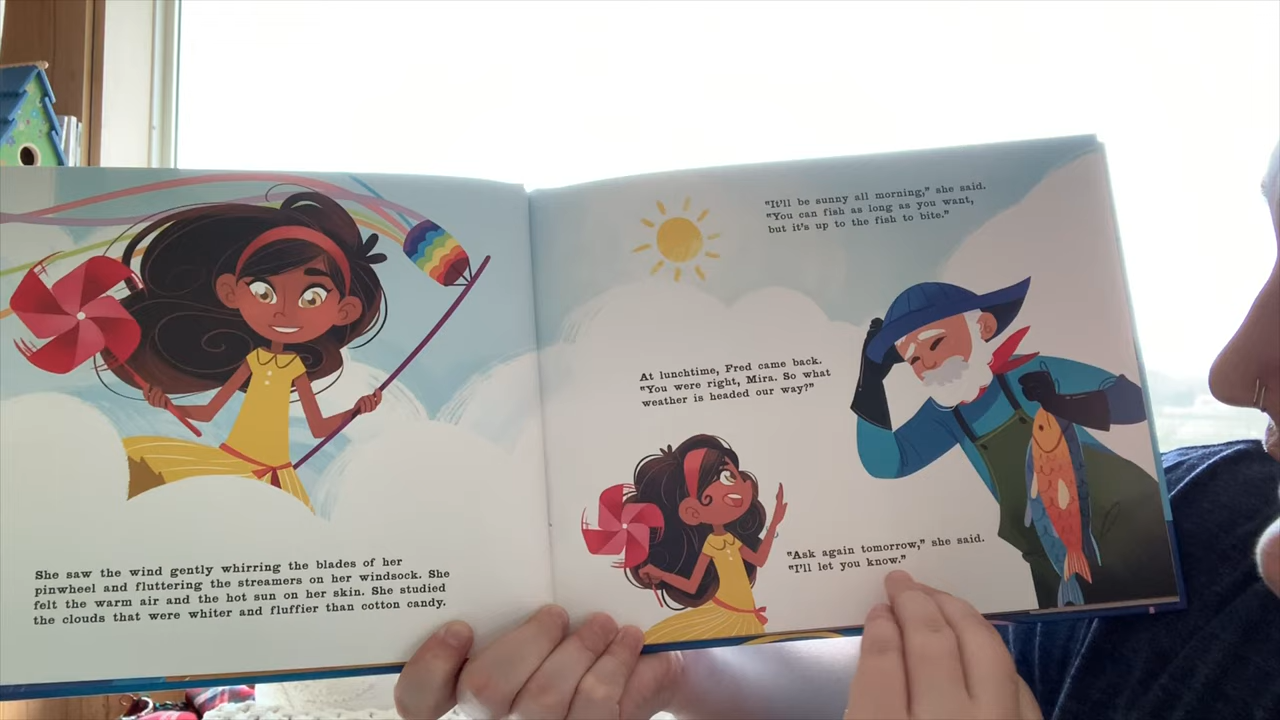 She saw the wind gently whirring the blades of her
pinwheel and fluttering the streamers on her windsock. She
felt the warm air and the hot sun on her skin. She studied
the clouds that were whiter and fluffier than cotton candy.
"It'll be sunny all morning," she said.
"You can fish as long as you want,
but it's up to the fish to bite."
At lunchtime, Fred came back.
"You were right, Mira. So what
weather is headed our way?"
"Ask again tomorrow," she said.
"I'll let you know."